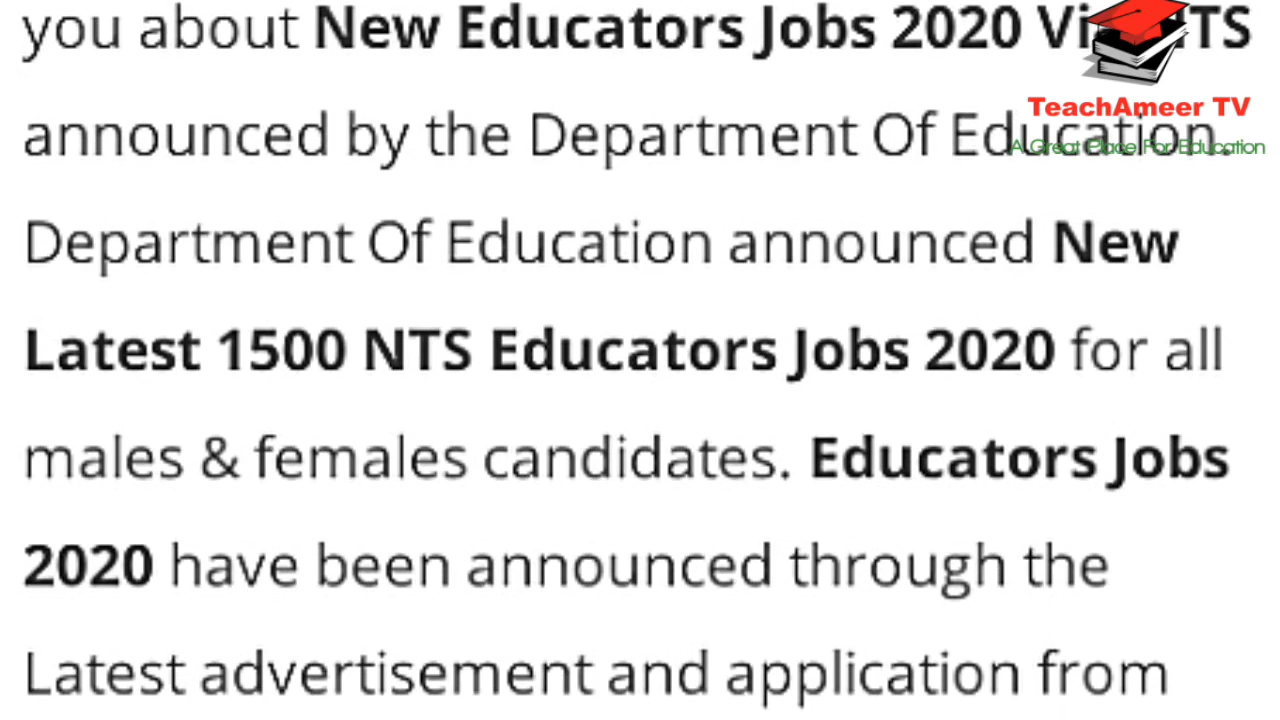 you about New Educators Jobs 2020 Via NTS
TeachAmeer TV
announced by the Department Of Education.
A Great Place For Education
Department Of Education announced New
Latest 1500 NTS Educators Jobs 2020 for all
males & females candidates. Educators Jobs
2020 have been announced through the
Latest advertisement and application from